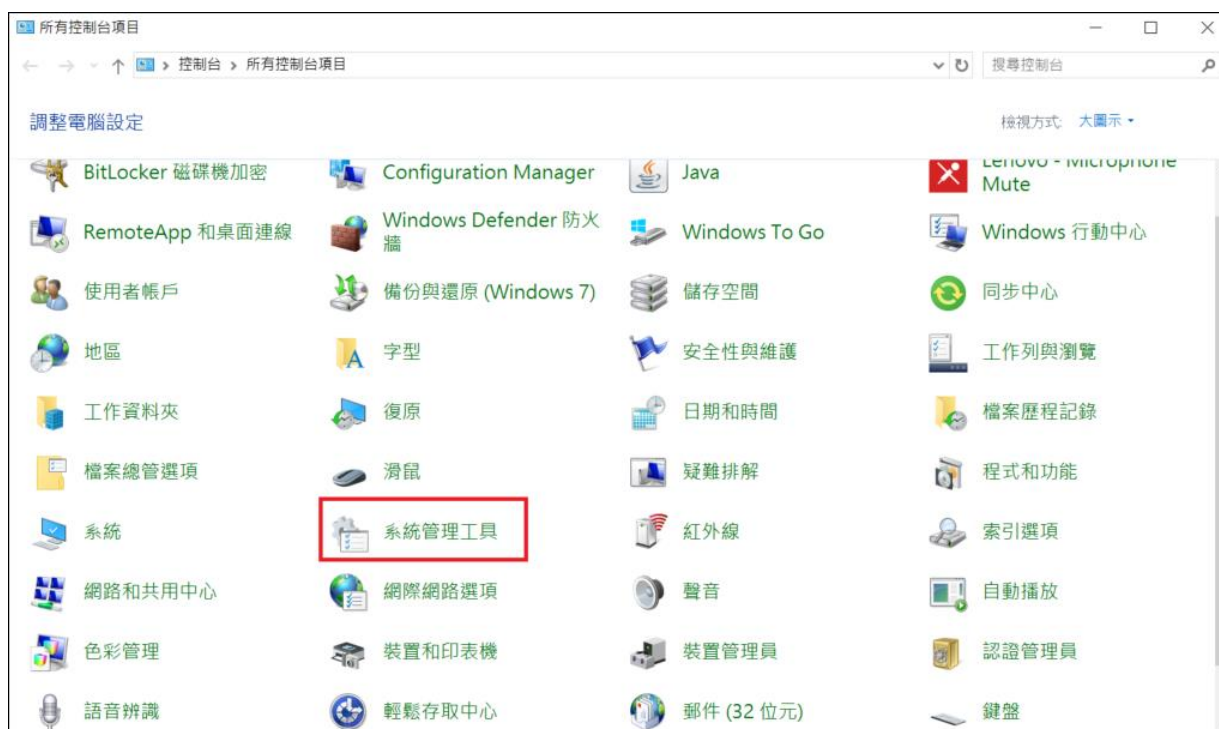 所有控制台項目
控制台 > 所有控制台項目
搜尋控制台
調整電腦設定
檢視方式: 大圖示
BitLocker 磁碟機加密
Configuration Manager
Java
Lenovo - Microphone
Mute
RemoteApp 和桌面連線
Windows Defender 防火
牆
Windows To Go
Windows 行動中心
使用者帳戶
備份與還原 (Windows 7)
儲存空間
同步中心
地區
字型
安全性與維護
工作列與瀏覽
工作資料夾
復原
日期和時間
檔案歷程記錄
檔案總管選項
滑鼠
疑難排解
程式和功能
系統
系統管理工具
紅外線
索引選項
網路和共用中心
網際網路選項
聲音
自動播放
色彩管理
裝置和印表機
裝置管理員
認證管理員
語音辨識
輕鬆存取中心
郵件 (32 位元)
鍵盤